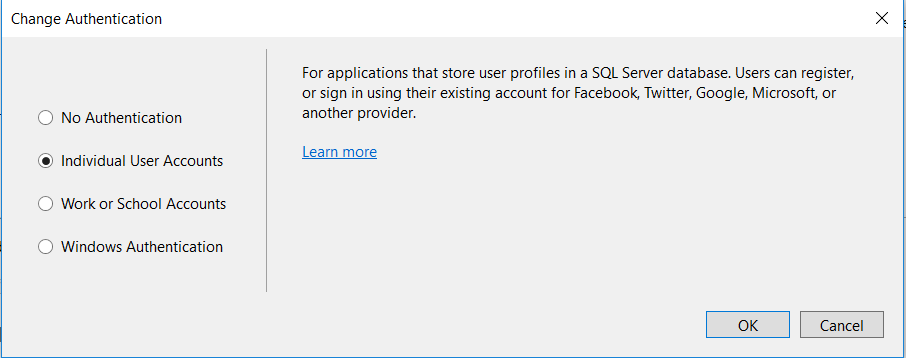 Change Authentication
For applications that store user profiles in a SQL Server database. Users can register,
or sign in using their existing account for Facebook, Twitter, Google, Microsoft, or
another provider.
Learn more
No Authentication
Individual User Accounts
Work or School Accounts
Windows Authentication
OK
Cancel